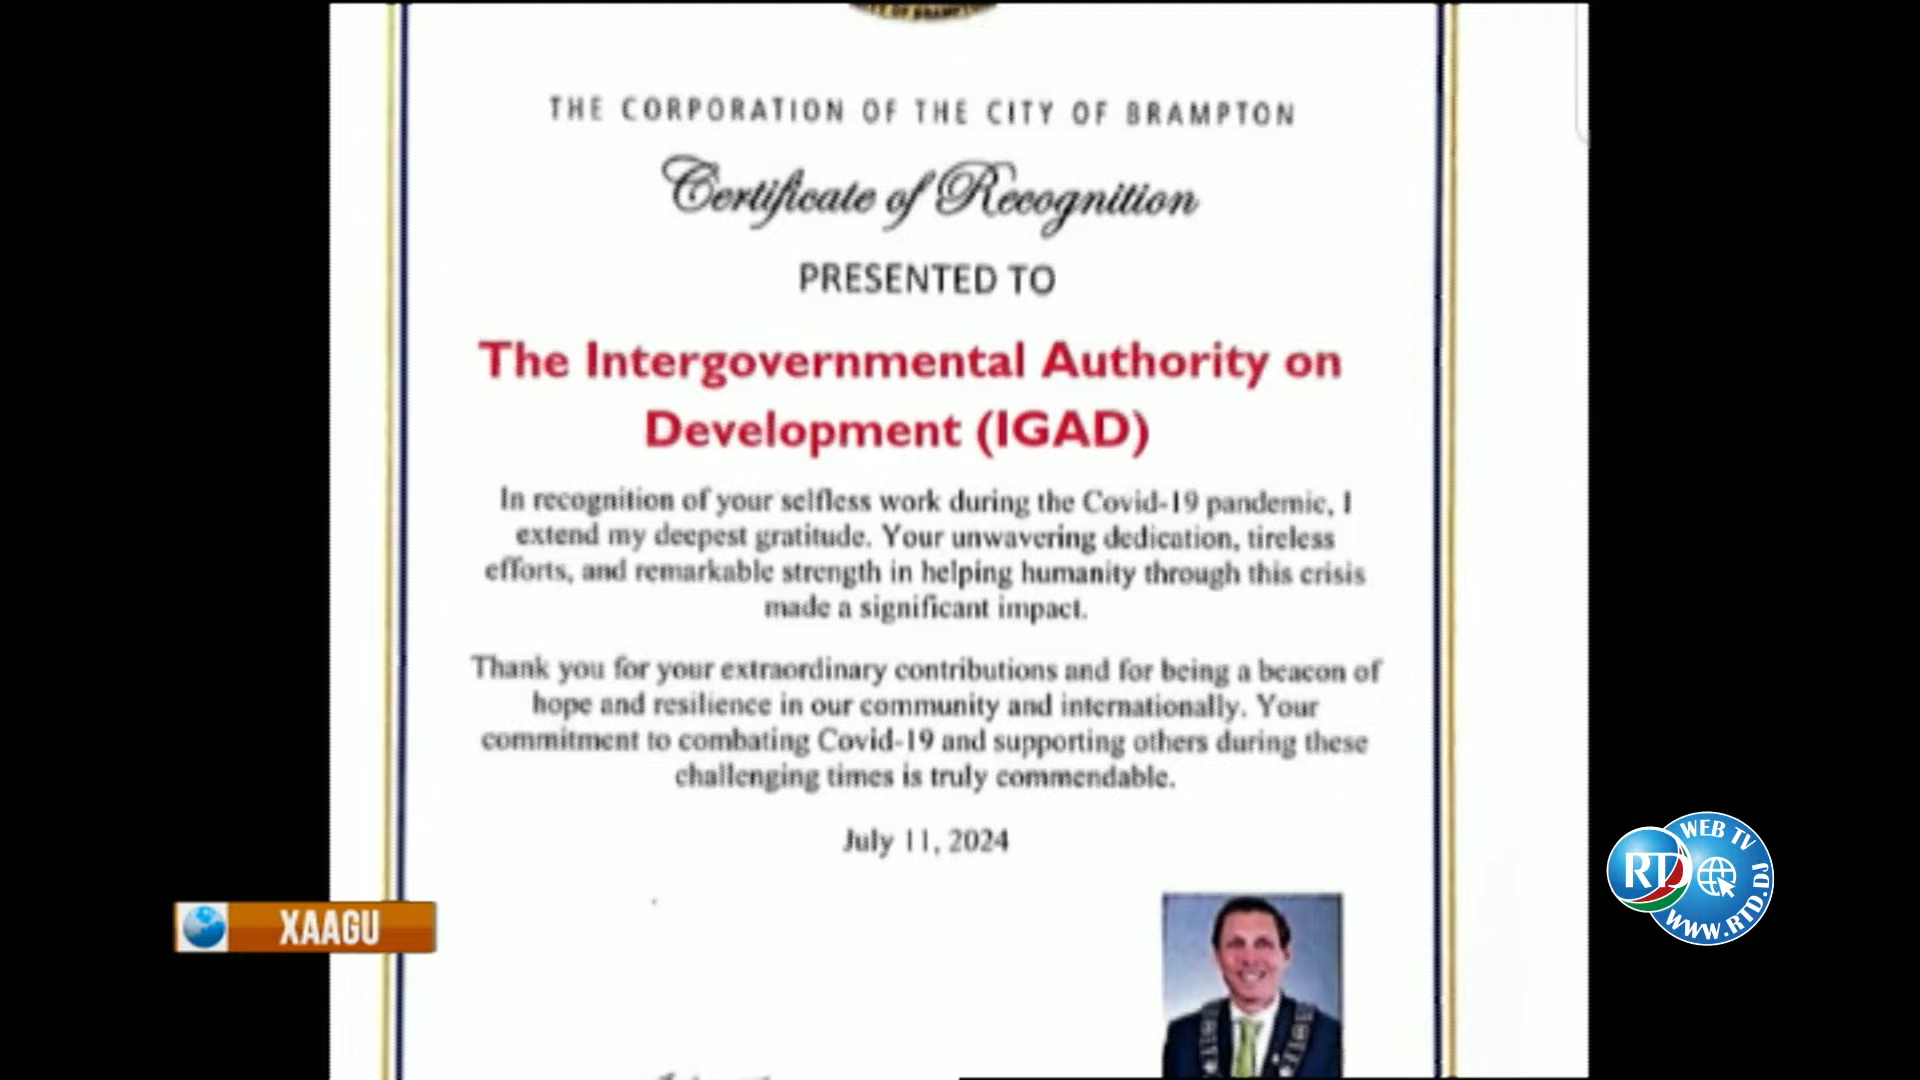 OF BRAMPTON
THE CORPORATION OF THE CITY OF BRAMPTON
Certificate of Recognition
PRESENTED TO
The Intergovernmental Authority on
Development (IGAD)
In recognition of your selfless work during the Covid-19 pandemic, I
extend my deepest gratitude. Your unwavering dedication, tireless
efforts, and remarkable strength in helping humanity through this crisis
made a significant impact.
Thank you for your extraordinary contributions and for being a beacon of
hope and resilience in our community and internationally. Your
commitment to combating Covid-19 and supporting others during these
challenging times is truly commendable.
July 11, 2024
XAAGU
WEB TV
RTD
WWW.RTD.DJ